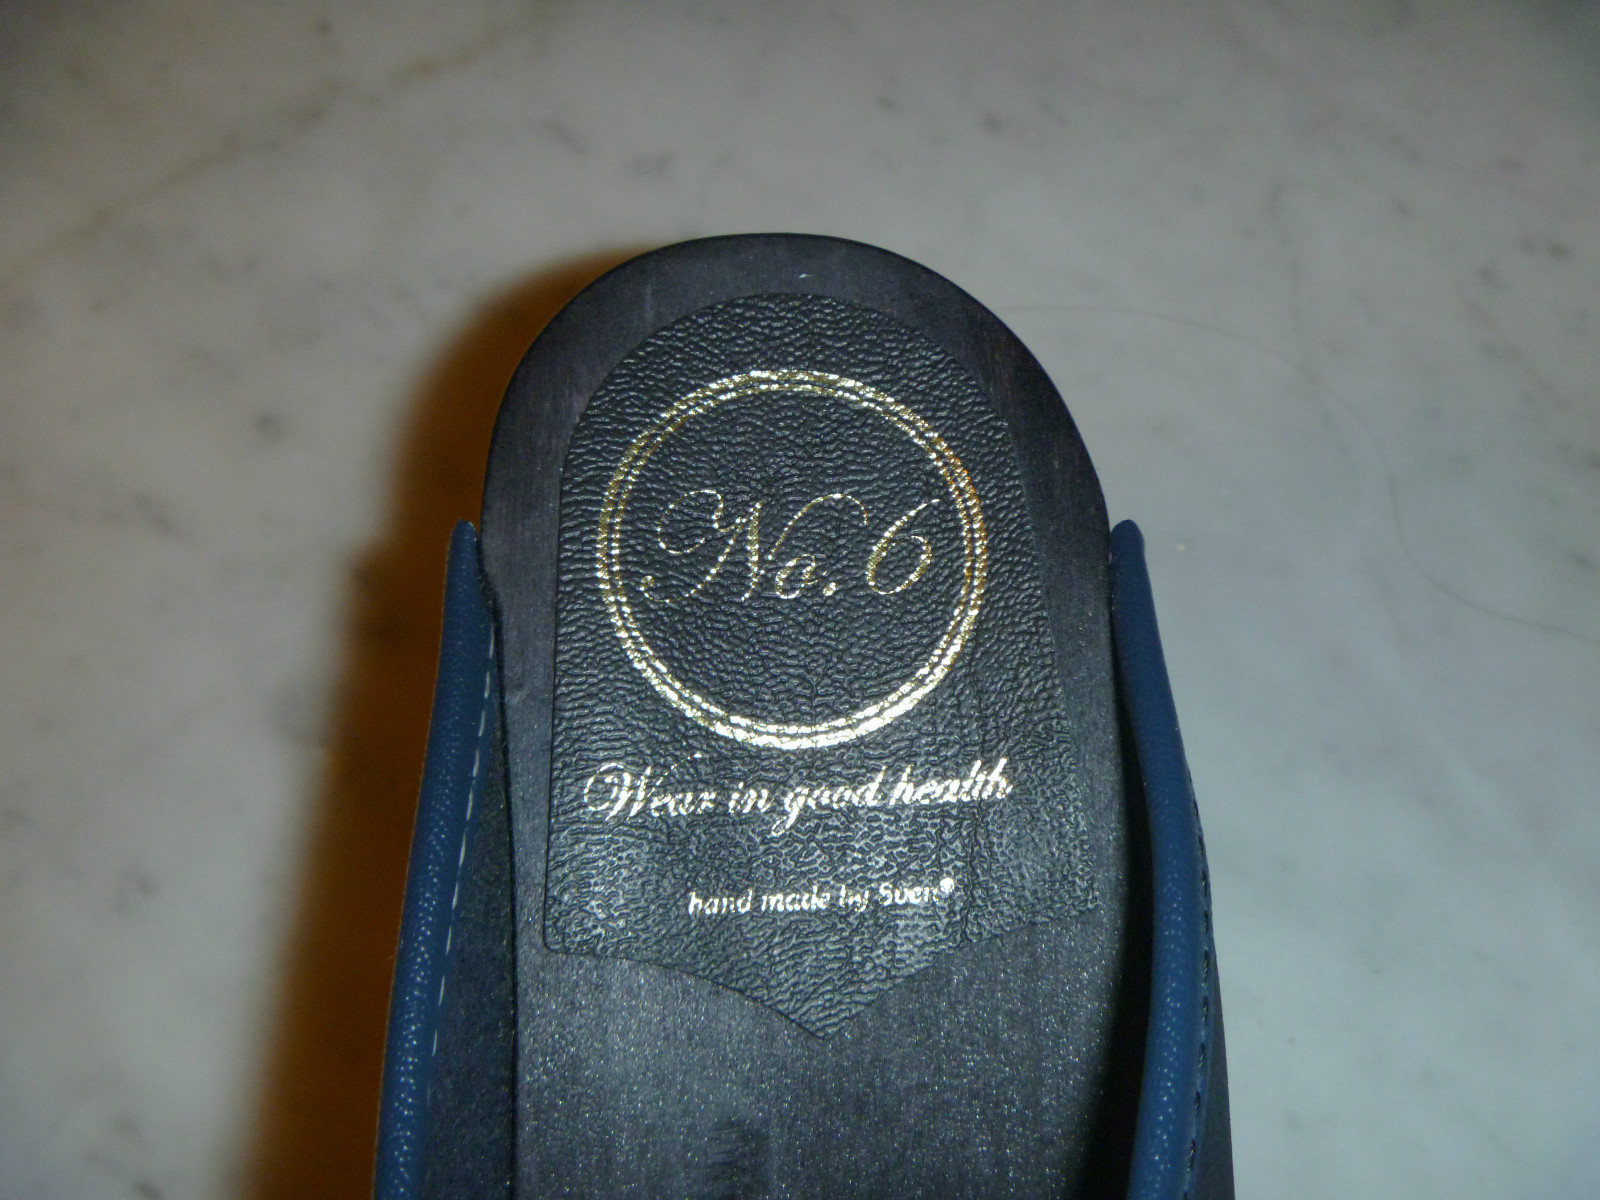 No. 6
Wear in good health
hand made by Sven®